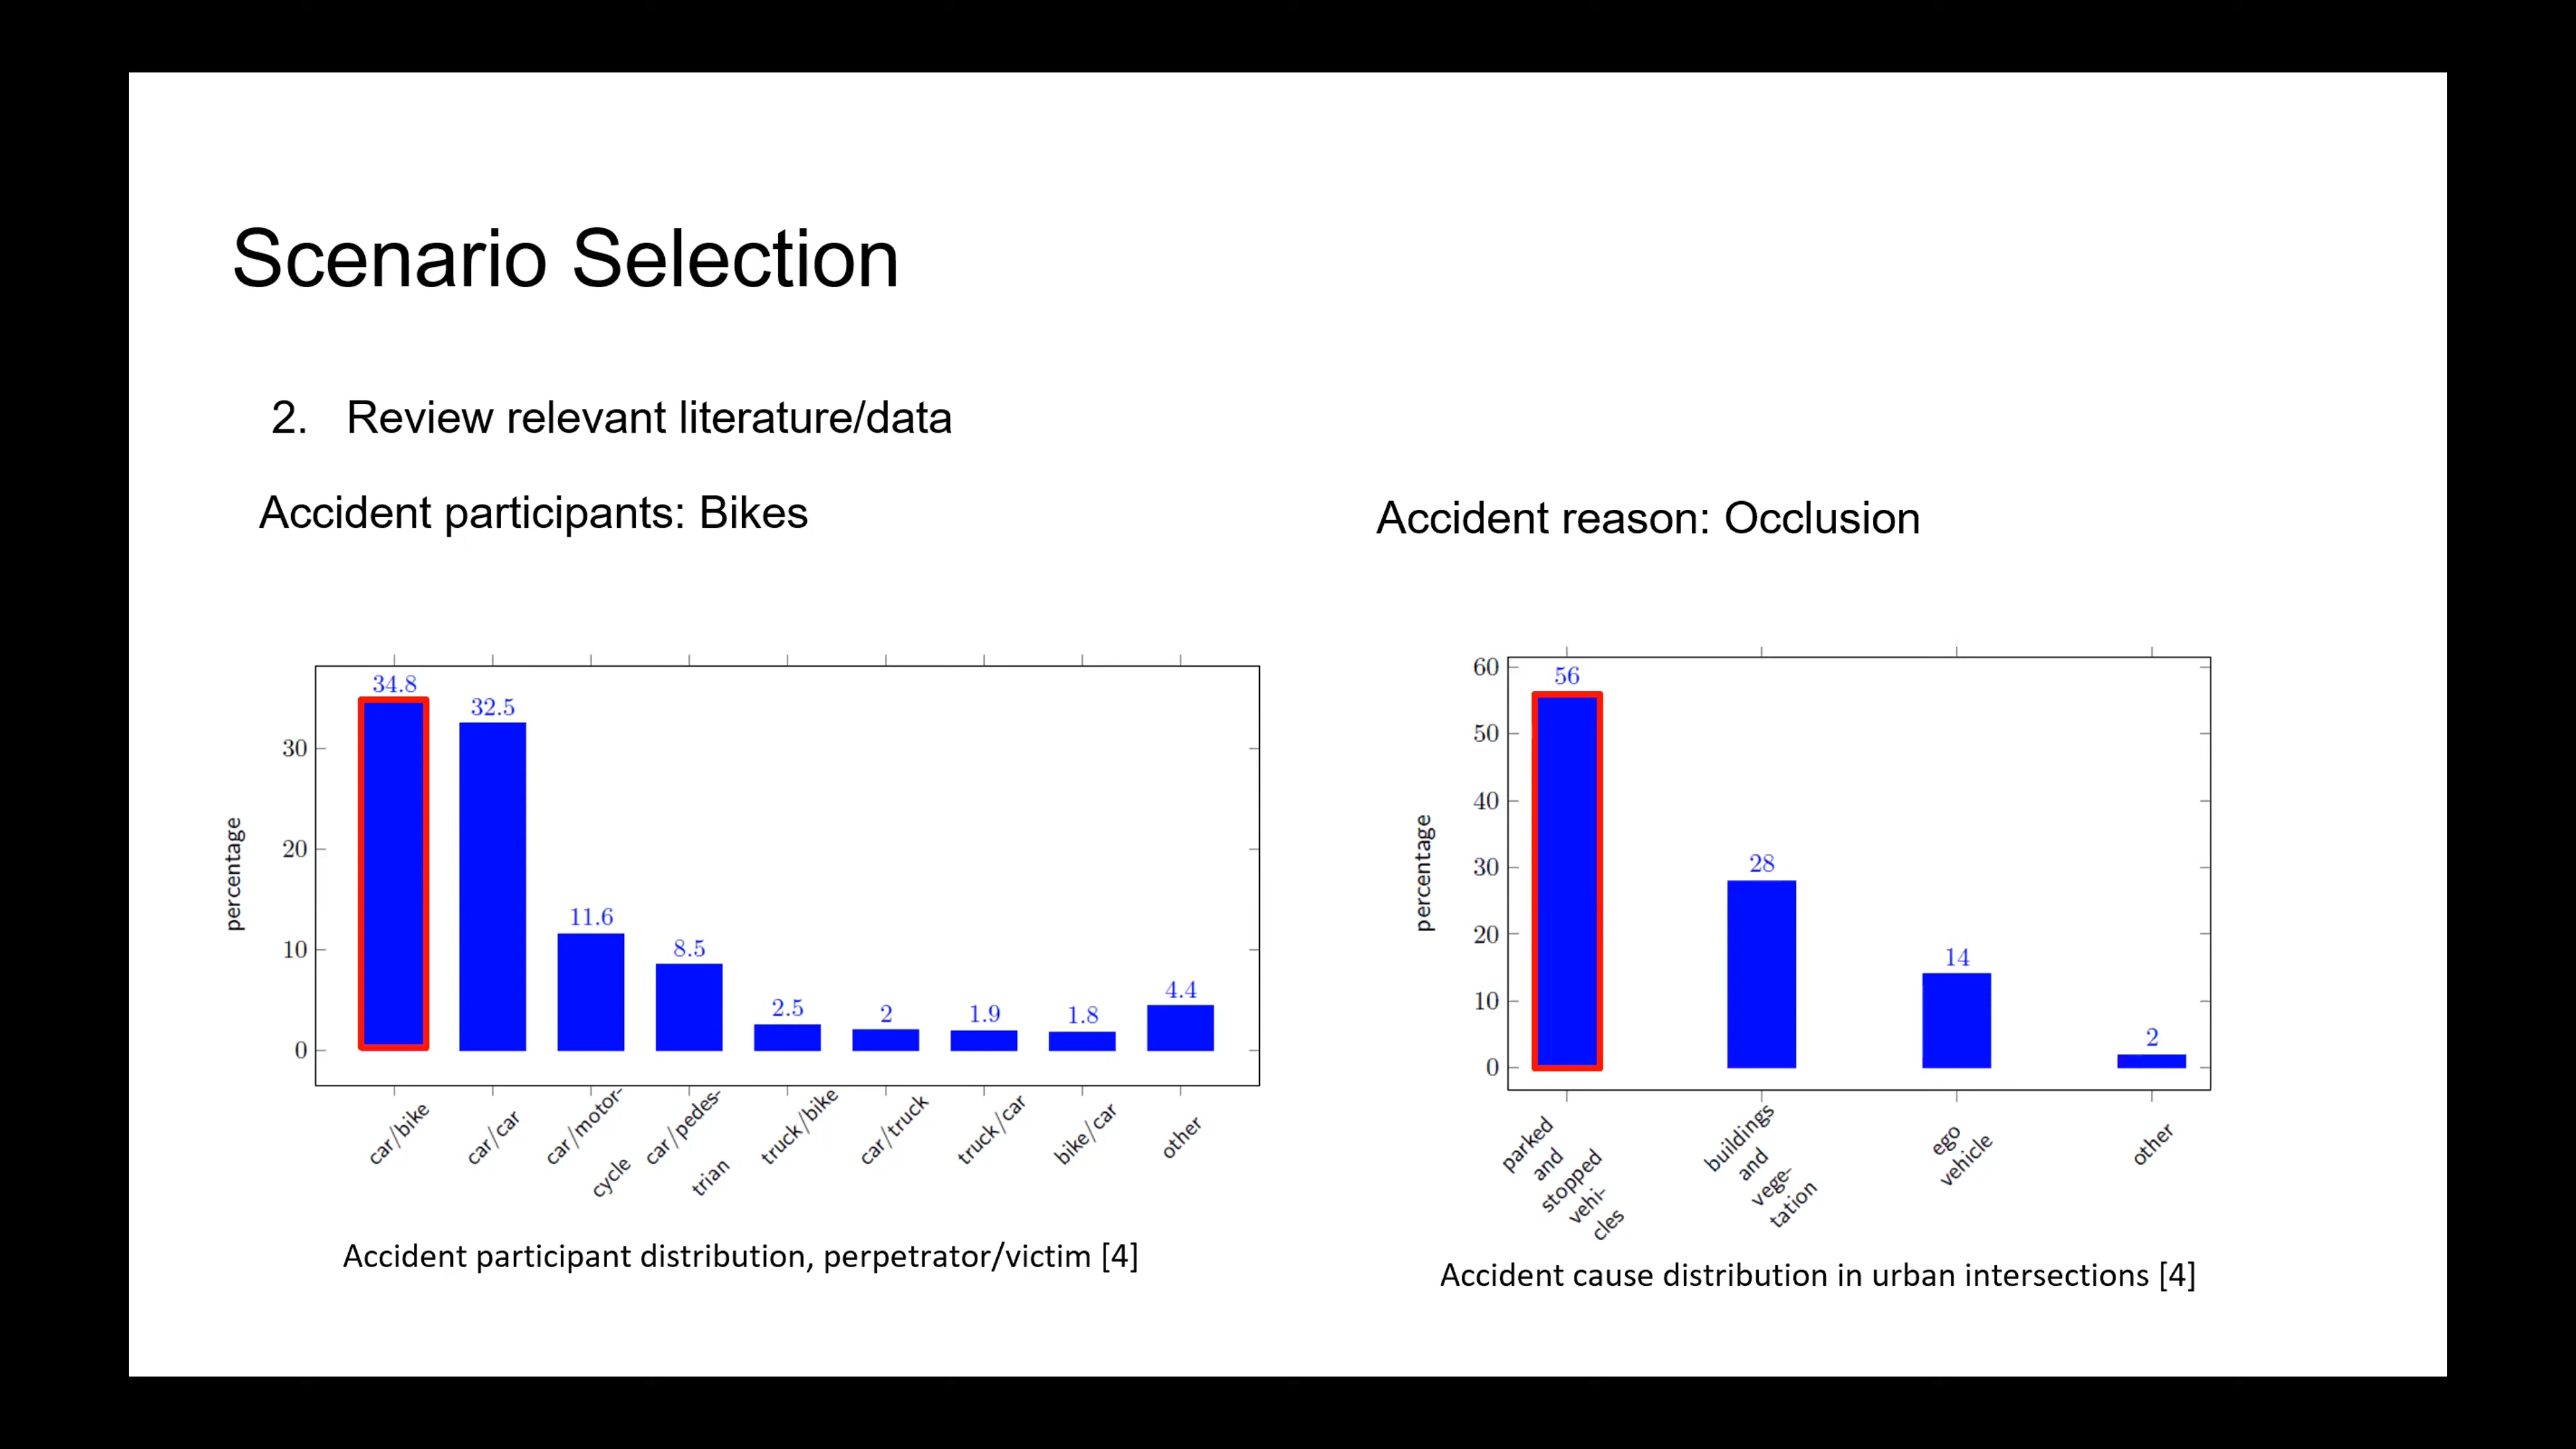 Scenario Selection
2. Review relevant literature/data
Accident participants: Bikes
34.8
32.5
11.6
8.5
2.5
2
1.9
1.8
4.4
30
20
10
0
percentage
car/bike
car/car
car/motor-
cycle
car/pedes-
trian
truck/bike
car/truck
truck/car
bike/car
other
Accident participant distribution, perpetrator/victim [4]
Accident reason: Occlusion
56
28
14
2
60
50
40
30
20
10
0
percentage
parked
and
stopped
vehi-
cles
buildings
and
vege-
tation
ego
vehicle
other
Accident cause distribution in urban intersections [4]